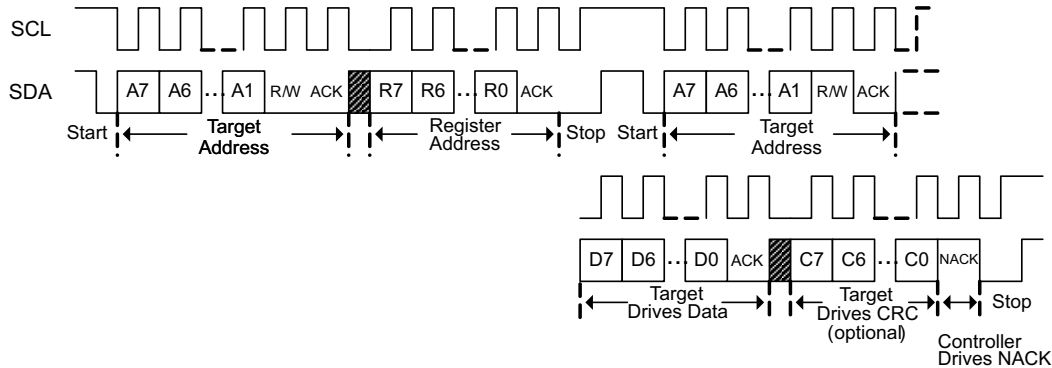 SCL
SDA
A7 A6 ... A1 R/W ACK R7 R6 ... R0 ACK A7 A6 ... A1 R/W ACK
Start Target Address Register Address Stop Start Target Address
D7 D6 ... D0 ACK C7 C6 ... C0 NACK
Target Drives Data
Target Drives CRC (optional)
Stop
Controller Drives NACK